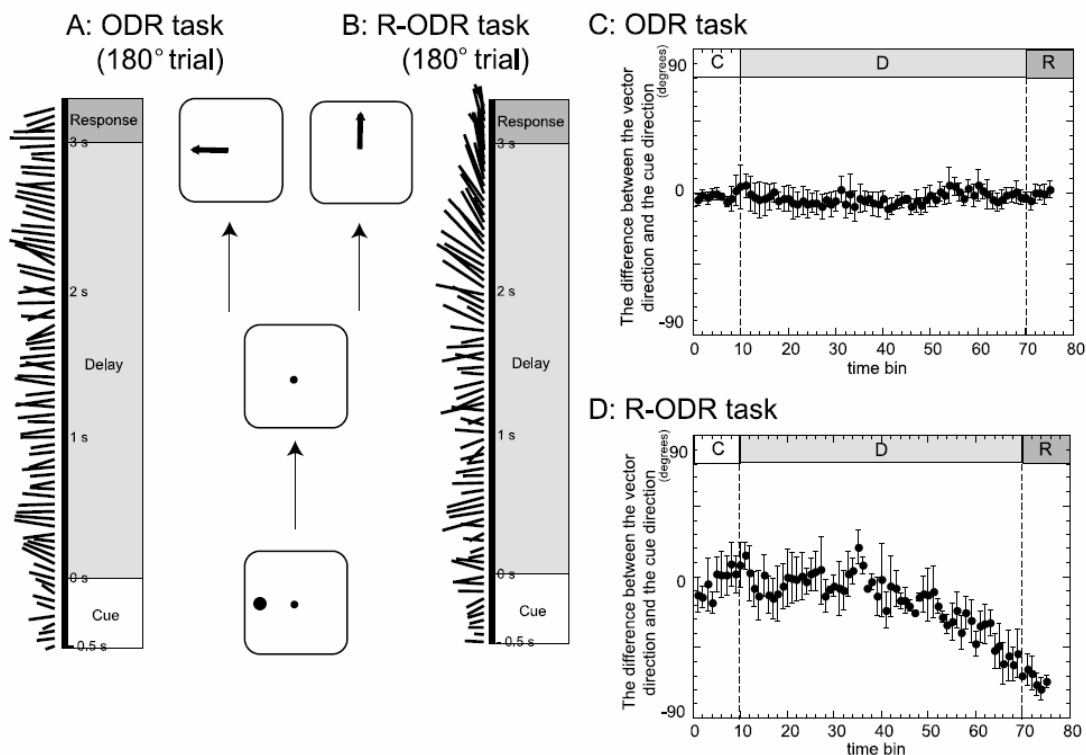 A: ODR task
(180° trial)
Response
3 s
2 s
Delay
1 s
0 s
Cue
-0.5 s
B: R-ODR task
(180° trial)
Response
3 s
2 s
Delay
1 s
0 s
Cue
-0.5 s
C: ODR task
The difference between the vector
direction and the cue direction
(degrees)
C D R
90
0
-90
0 10 20 30 40 50 60 70 80
time bin
D: R-ODR task
The difference between the vector
direction and the cue direction
(degrees)
C D R
90
0
-90
0 10 20 30 40 50 60 70 80
time bin